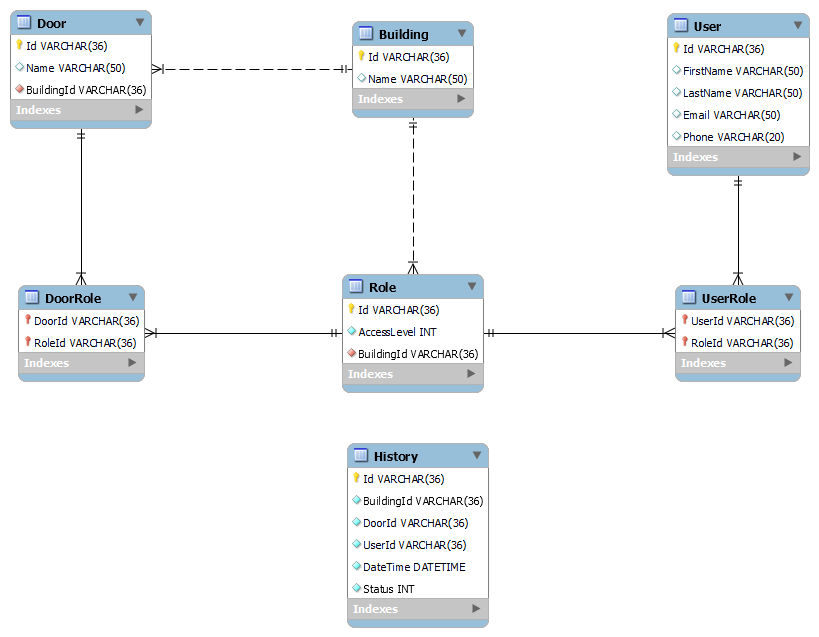 Door
Id VARCHAR(36)
Name VARCHAR(50)
BuildingId VARCHAR(36)
Indexes
Building
Id VARCHAR(36)
Name VARCHAR(50)
Indexes
User
Id VARCHAR(36)
FirstName VARCHAR(50)
LastName VARCHAR(50)
Email VARCHAR(50)
Phone VARCHAR(20)
Indexes
DoorRole
DoorId VARCHAR(36)
RoleId VARCHAR(36)
Indexes
Role
Id VARCHAR(36)
AccessLevel INT
BuildingId VARCHAR(36)
Indexes
UserRole
UserId VARCHAR(36)
RoleId VARCHAR(36)
Indexes
History
Id VARCHAR(36)
BuildingId VARCHAR(36)
DoorId VARCHAR(36)
UserId VARCHAR(36)
DateTime DATETIME
Status INT
Indexes